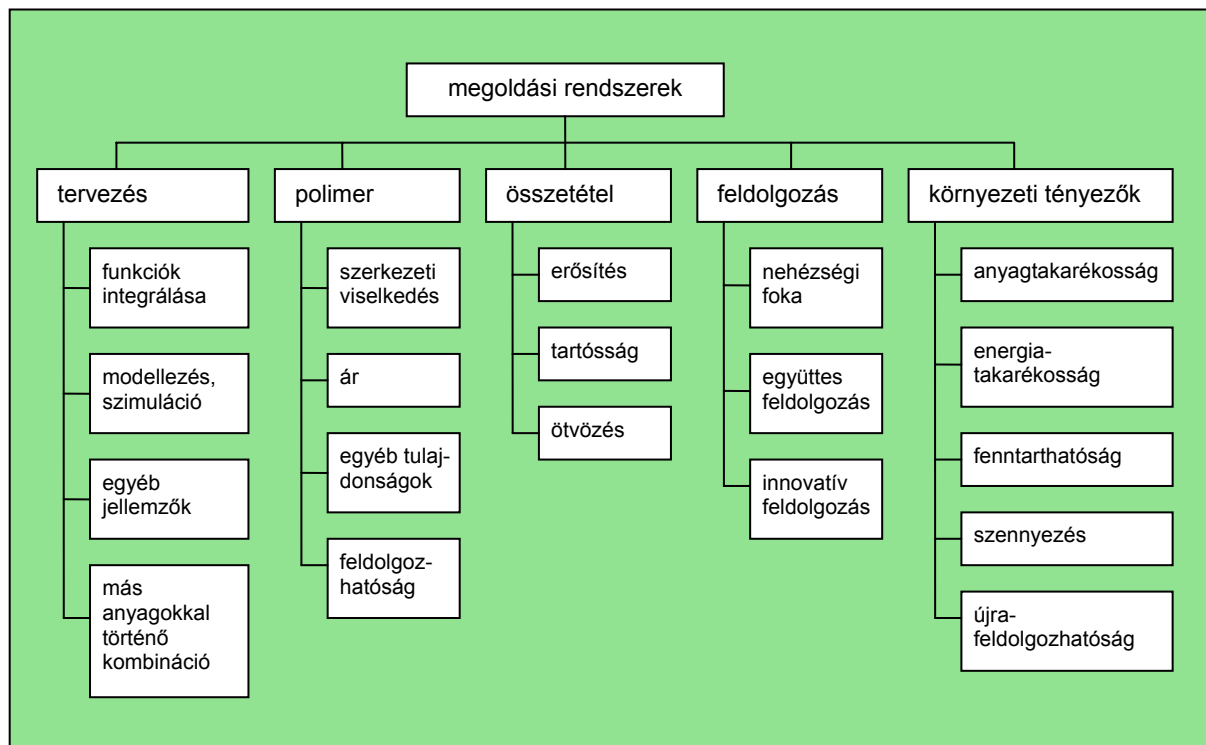 megoldási rendszerek
tervezés
funkciók
integrálása
modellezés,
szimuláció
egyéb
jellemzők
más
anyagokkal
történő
kombináció
polimer
szerkezeti
viselkedés
ár
egyéb tulaj-
donságok
feldolgoz-
hatóság
összetétel
erősítés
tartósság
ötvözés
feldolgozás
nehézségi
foka
együttes
feldolgozás
innovatív
feldolgozás
környezeti tényezők
anyagtakarékosság
energia-
takarékosság
fenntarthatóság
szennyezés
újra-
feldolgozhatóság